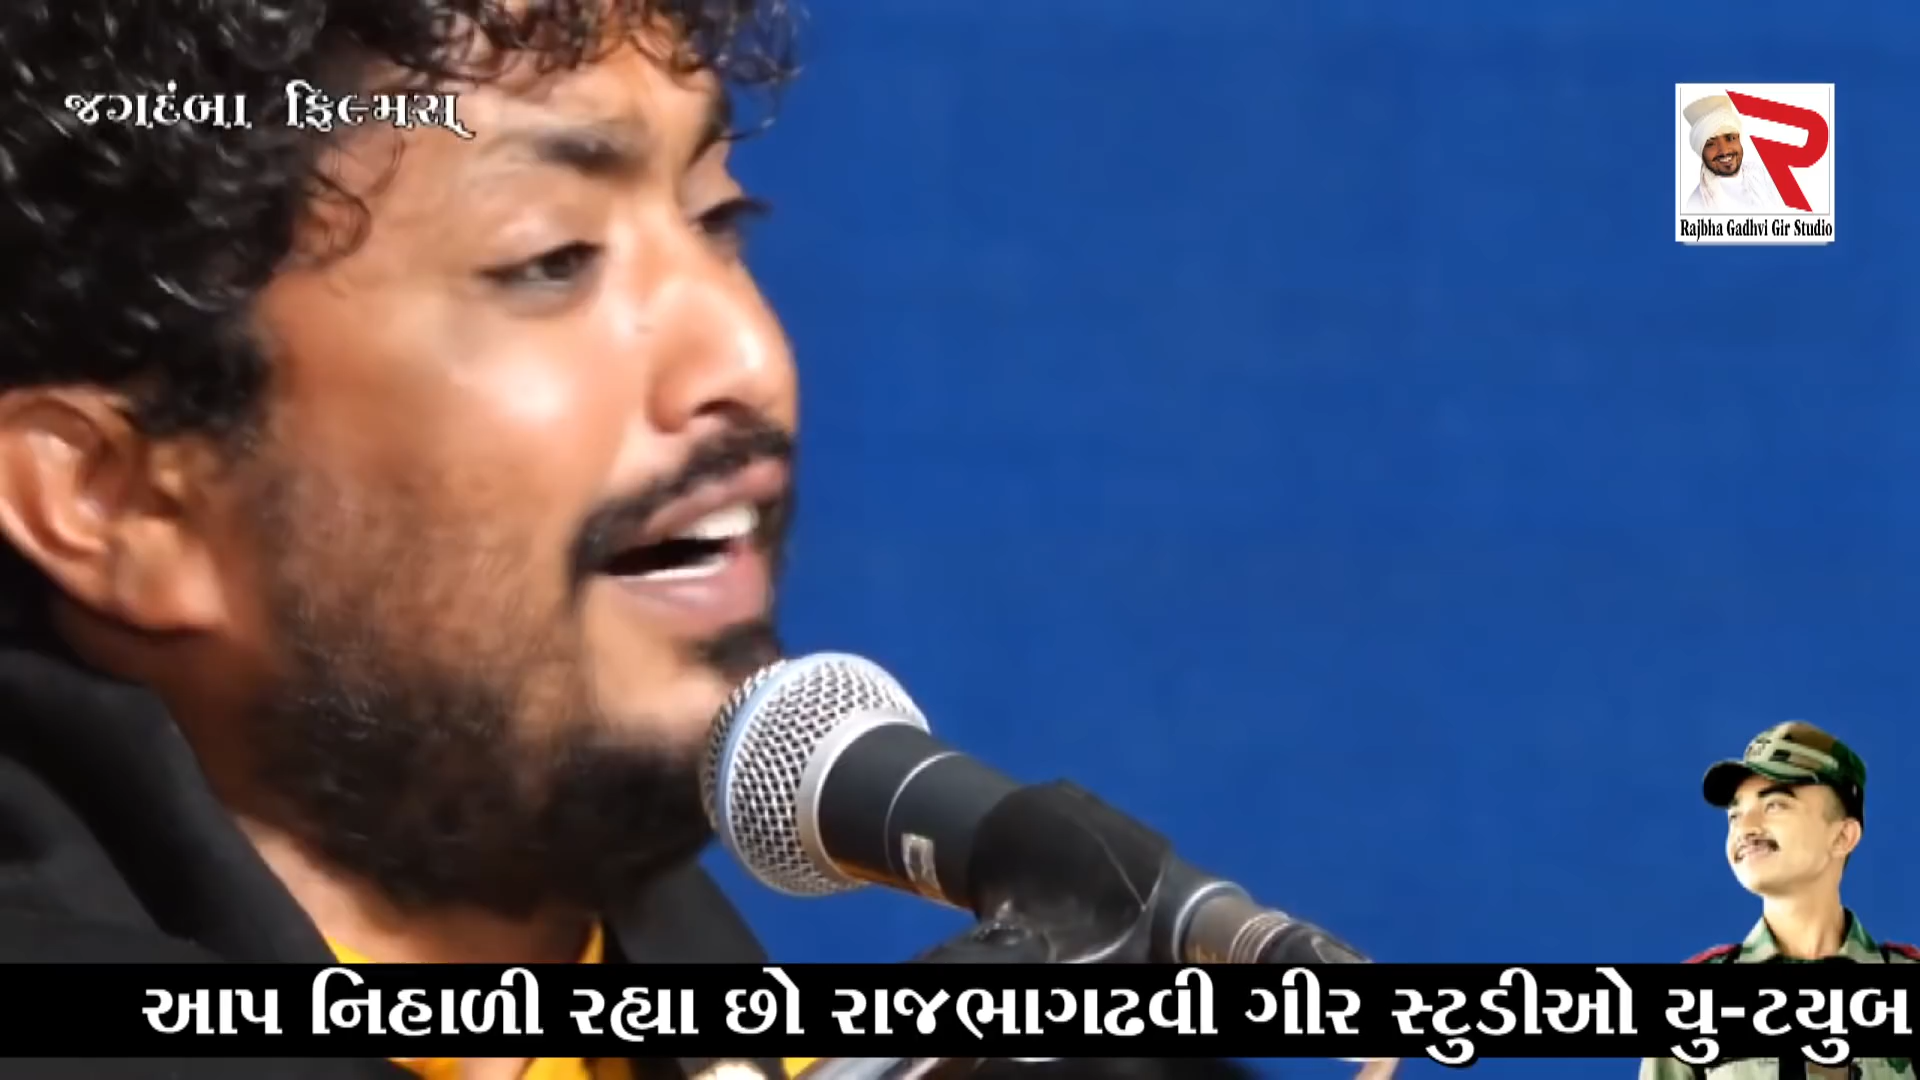 જગદંબા ફિલ્મસ્
Rajbha Gadhvi Gir Studio
આપ નિહાળી રહ્યા છો રાજભાગઢવી ગીર સ્ટુડીઓ યુ-ટયુબ